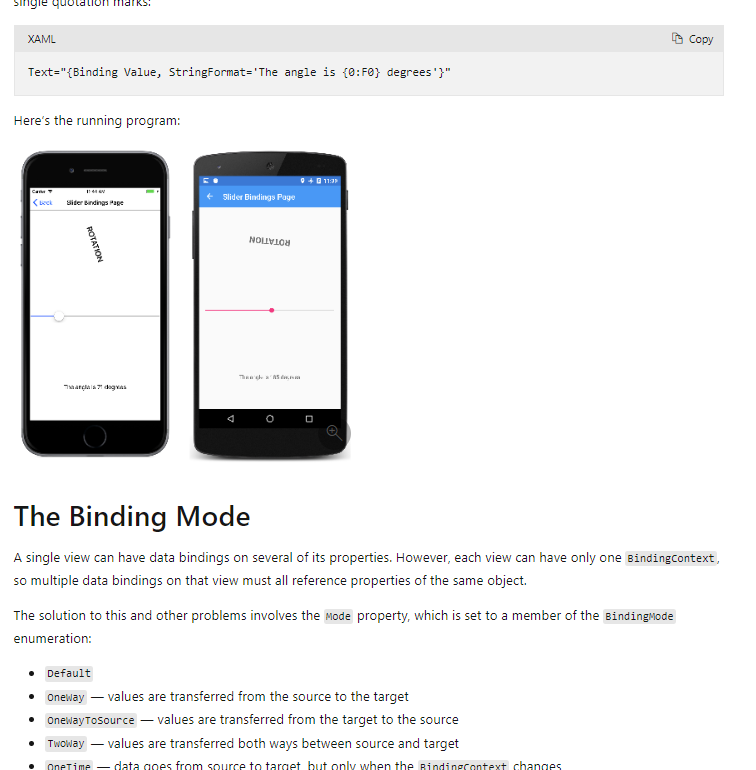 single quotation marks:
XAML
Copy
Text="{Binding Value, StringFormat='The angle is {0:F0} degrees'}"
Here's the running program:
Carrier 11:44 AM
Back Slider Bindings Page
ROTATION
The angle is 71 degrees
11:39
Slider Bindings Page
ROTATION
The angle is degrees
The Binding Mode
A single view can have data bindings on several of its properties. However, each view can have only one BindingContext,
so multiple data bindings on that view must all reference properties of the same object.
The solution to this and other problems involves the Mode property, which is set to a member of the BindingMode
enumeration:
Default
OneWay — values are transferred from the source to the target
OneWayToSource — values are transferred from the target to the source
TwoWay — values are transferred both ways between source and target
OneTime — data goes from source to target, but only when the BindingContext changes